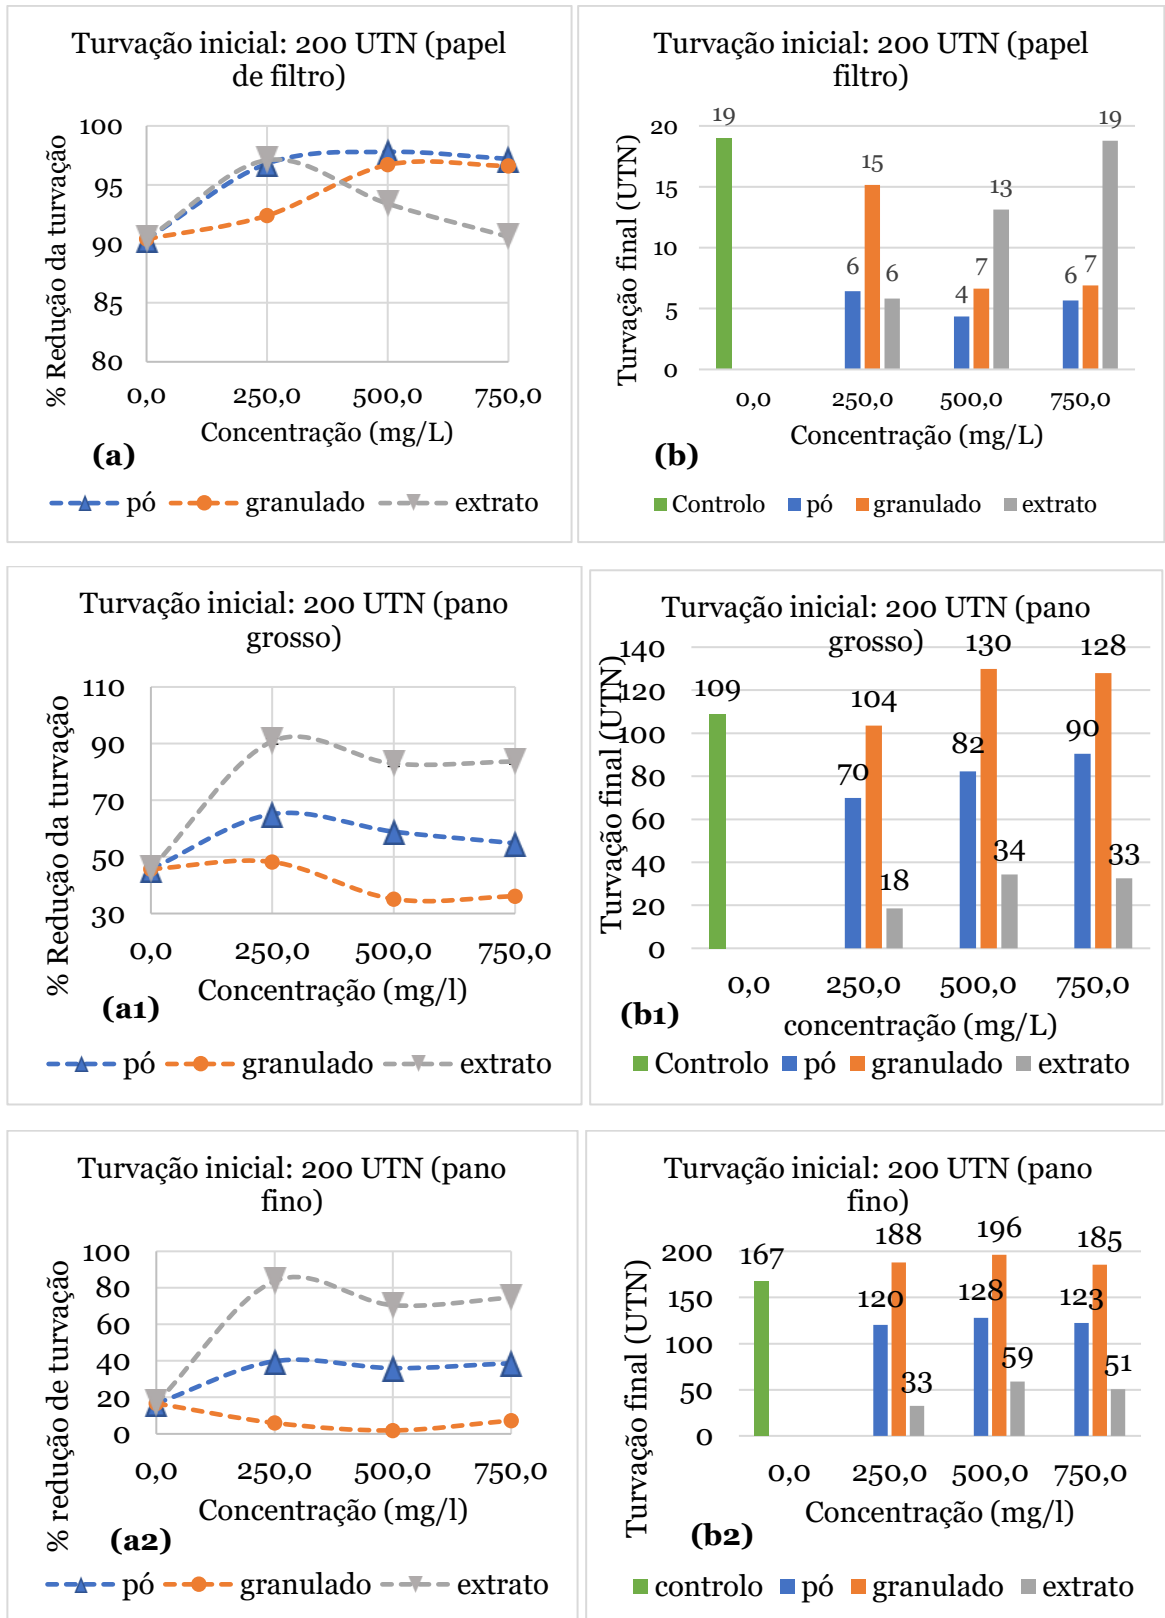 Turvação inicial: 200 UTN (papel
de filtro)
% Redução da turvação
100
95
90
85
80
0,0 250,0 500,0 750,0
Concentração (mg/L)
(a)
pó granulado extrato
Turvação inicial: 200 UTN (papel
filtro)
Turvação final (UTN)
20
15
10
5
0
19
6 15 6
4 7 13
6 7 19
0,0 250,0 500,0 750,0
Concentração (mg/L)
(b)
Controlo pó granulado extrato
Turvação inicial: 200 UTN (pano
grosso)
% Redução da turvação
110
90
70
50
30
0,0 250,0 500,0 750,0
Concentração (mg/l)
(a1)
pó granulado extrato
Turvação inicial: 200 UTN (pano
grosso)
Turvação final (UTN)
140
120
100
80
60
40
20
0
109
70 104 18
82 130 34
90 128 33
0,0 250,0 500,0 750,0
concentração (mg/L)
(b1)
Controlo pó granulado extrato
Turvação inicial: 200 UTN (pano
fino)
% redução de turvação
100
80
60
40
20
0
0,0 250,0 500,0 750,0
Concentração (mg/l)
(a2)
pó granulado extrato
Turvação inicial: 200 UTN (pano
fino)
Turvação final (UTN)
200
150
100
50
0
167
120 188 33
128 196 59
123 185 51
0,0 250,0 500,0 750,0
Concentração (mg/l)
(b2)
controlo pó granulado extrato